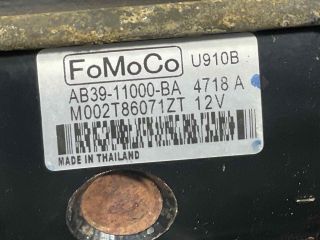 FoMoCo U910B
AB39-11000-BA 4718 A
M002T86071ZT 12V
MADE IN THAILAND